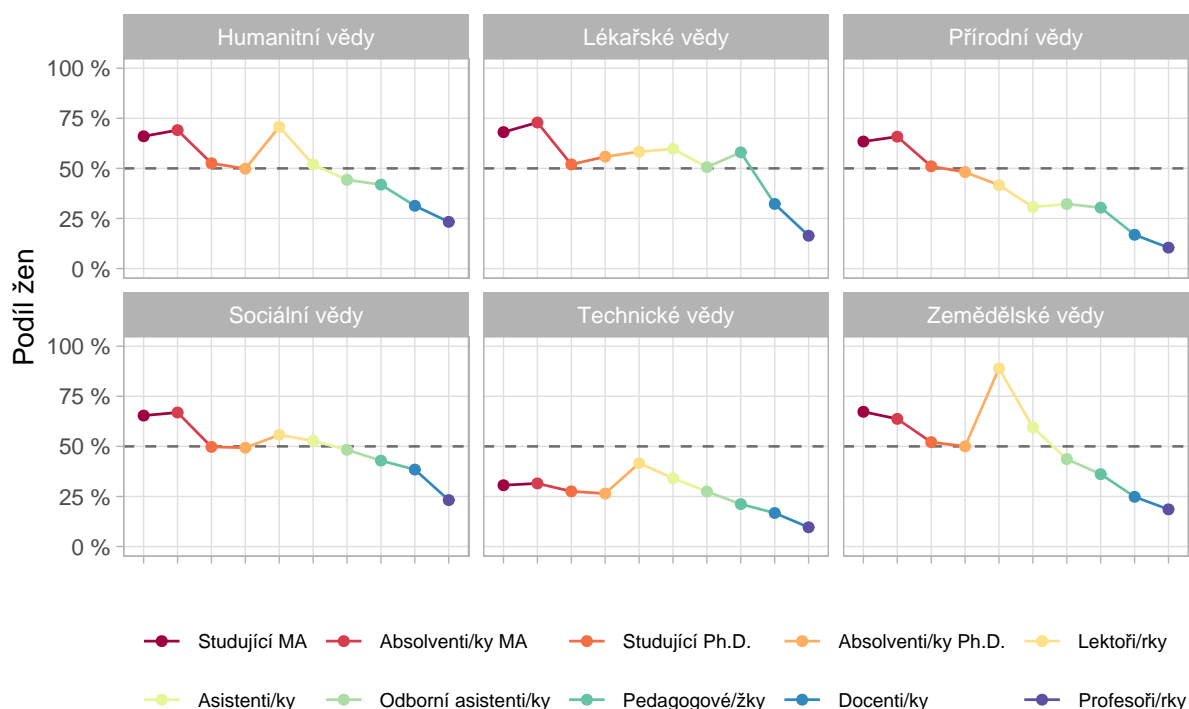 Humanitní vědy Lékařské vědy Přírodní vědy
100 %
75 %
50 %
25 %
0 %
Podíl žen
Sociální vědy Technické vědy Zemědělské vědy
100 %
75 %
50 %
25 %
0 %
Studující MA Absolventi/ky MA Studující Ph.D. Absolventi/ky Ph.D. Lektoři/rky
Asistenti/ky Odborní asistenti/ky Pedagogové/žky Docenti/ky Profesoři/rky